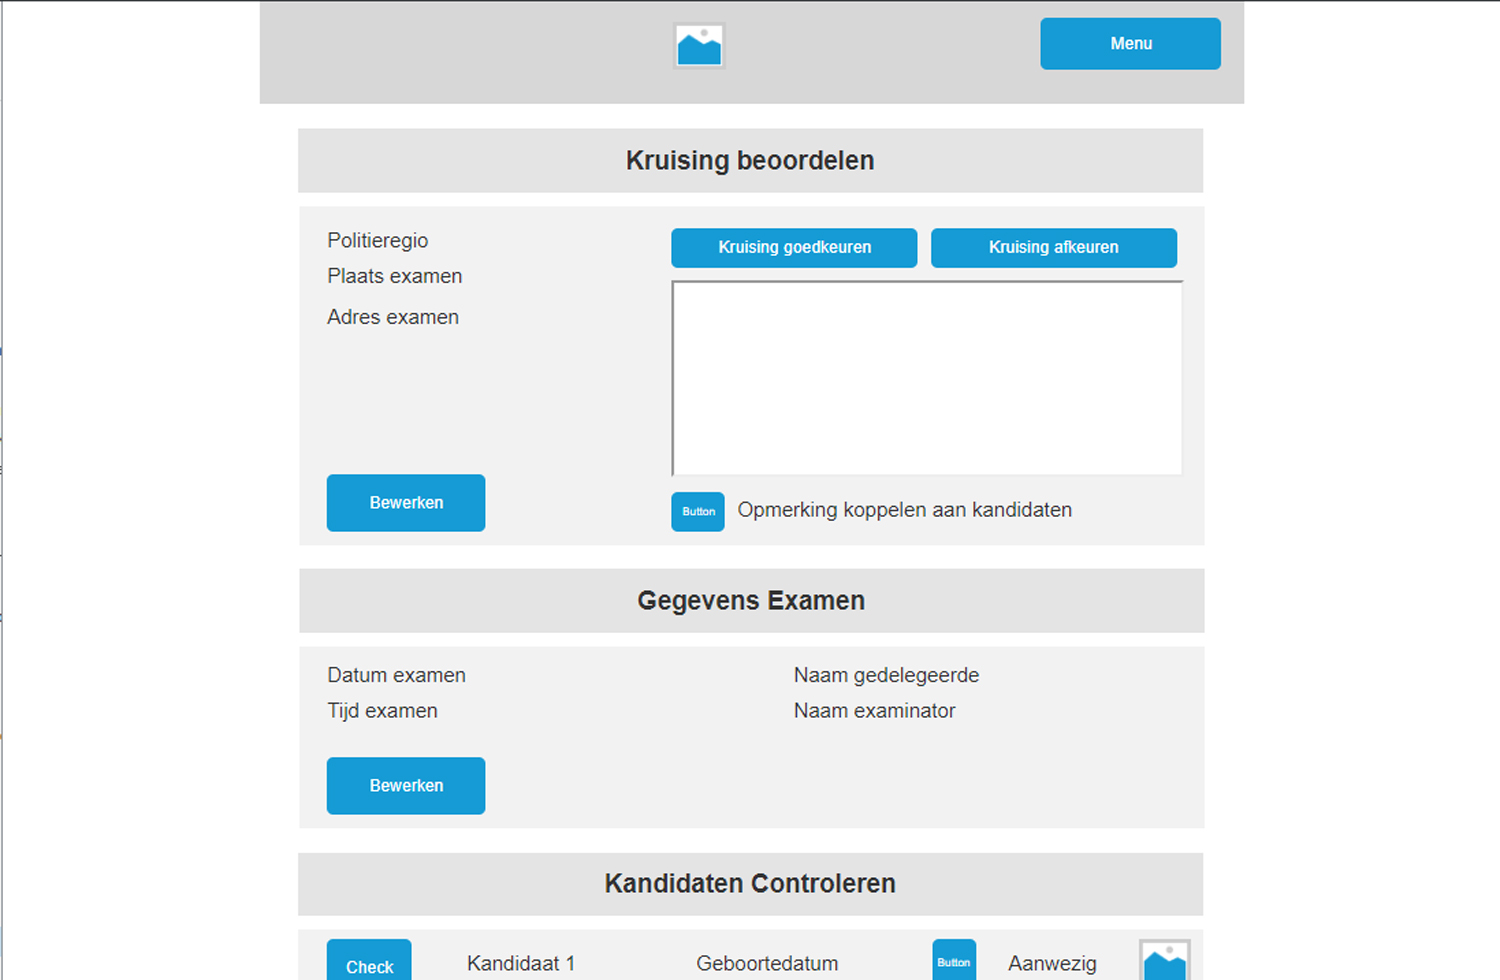 Menu
Kruising beoordelen
Politieregio
Kruising goedkeuren Kruising afkeuren
Plaats examen
Adres examen
Bewerken
Button Opmerking koppelen aan kandidaten
Gegevens Examen
Datum examen Naam gedelegeerde
Tijd examen Naam examinator
Bewerken
Kandidaten Controleren
Check Kandidaat 1 Geboortedatum Button Aanwezig